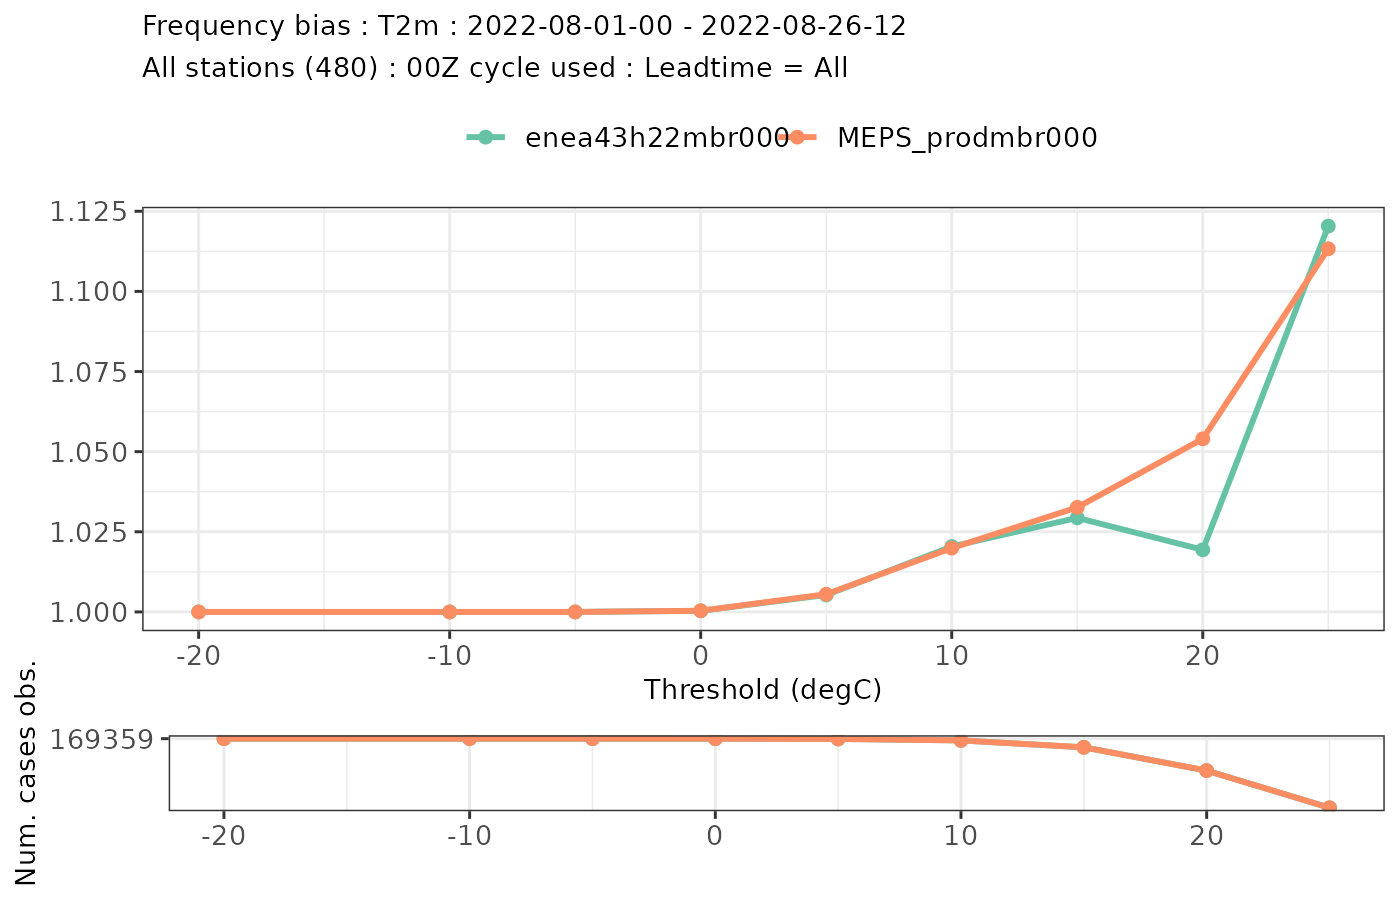 Frequency bias : T2m : 2022-08-01-00 - 2022-08-26-12
All stations (480) : 00Z cycle used : Leadtime = All
enea43h22mbr000 MEPS_prodmbr000
1.125
1.100
1.075
1.050
1.025
1.000
-20 -10 0 10 20
Threshold (degC)
Num. cases obs.
169359
-20 -10 0 10 20